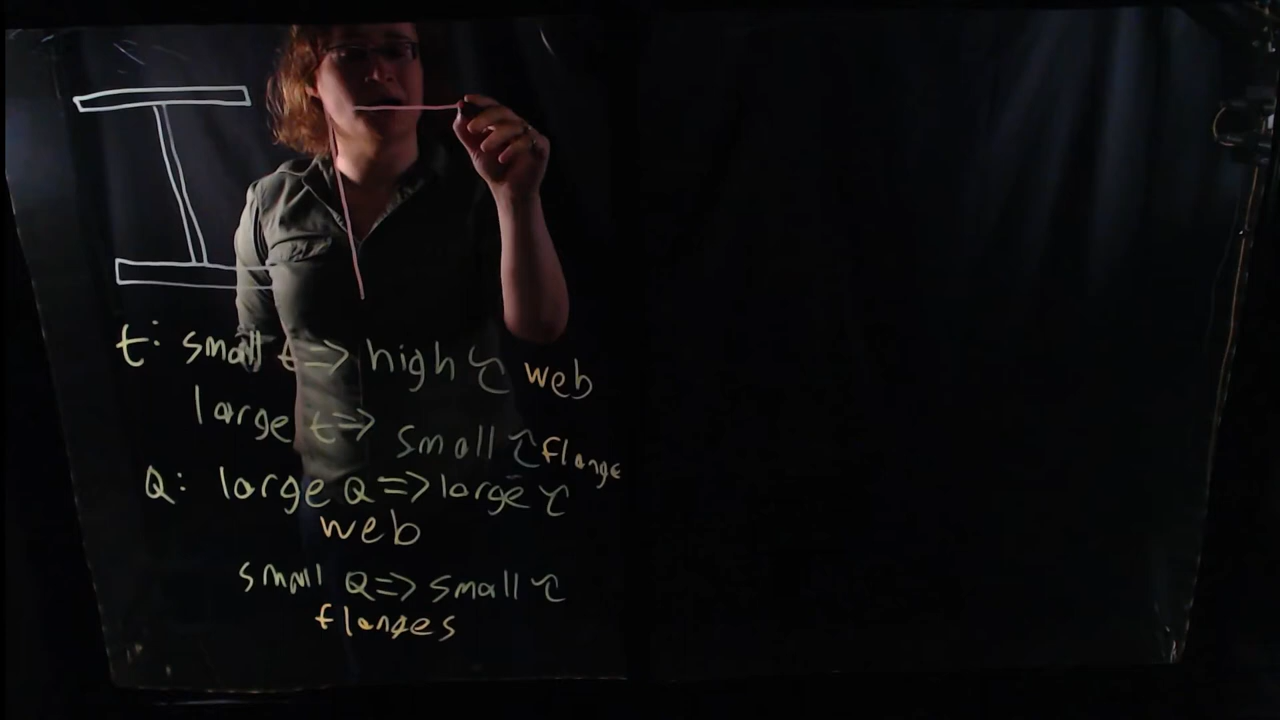 t: small t => high τ web
large t => small τ flange
Q: large Q => large τ
web
small Q => small τ
flanges